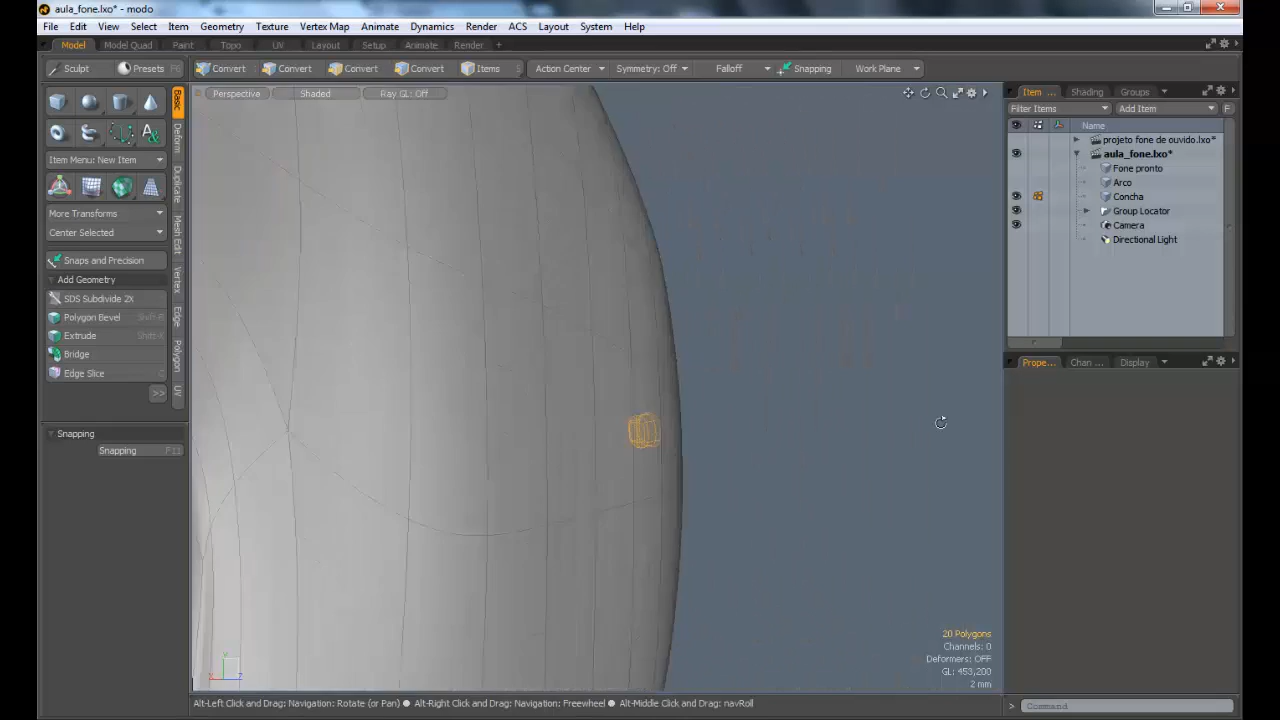 aula_fone.lxo* - modo
File Edit View Select Item Geometry Texture Vertex Map Animate Dynamics Render ACS Layout System Help
Model Model Quad Paint Topo UV Layout Setup Animate Render +
Sculpt Presets F6 Convert Convert Convert Convert Items Action Center Symmetry: Off Falloff Snapping Work Plane
Perspective Shaded Ray GL: Off
Item ... Shading Groups
Filter Items Add Item F
Name
projeto fone de ouvido.lxo*
aula_fone.lxo*
Fone pronto
Arco
Concha
Group Locator
Camera
Directional Light
Basic
Deform
Duplicate
Mesh Edit
Vertex
Edge
Polygon
UV
Item Menu: New Item
More Transforms
Center Selected
Snaps and Precision
Add Geometry
SDS Subdivide 2X
Polygon Bevel Shift-B
Extrude Shift-X
Bridge
Edge Slice C
>>
Snapping
Snapping F11
Prope... Chan ... Display
20 Polygons
Channels: 0
Deformers: OFF
GL: 453,200
2 mm
Alt-Left Click and Drag: Navigation: Rotate (or Pan) ● Alt-Right Click and Drag: Navigation: Freewheel ● Alt-Middle Click and Drag: navRoll
> Command